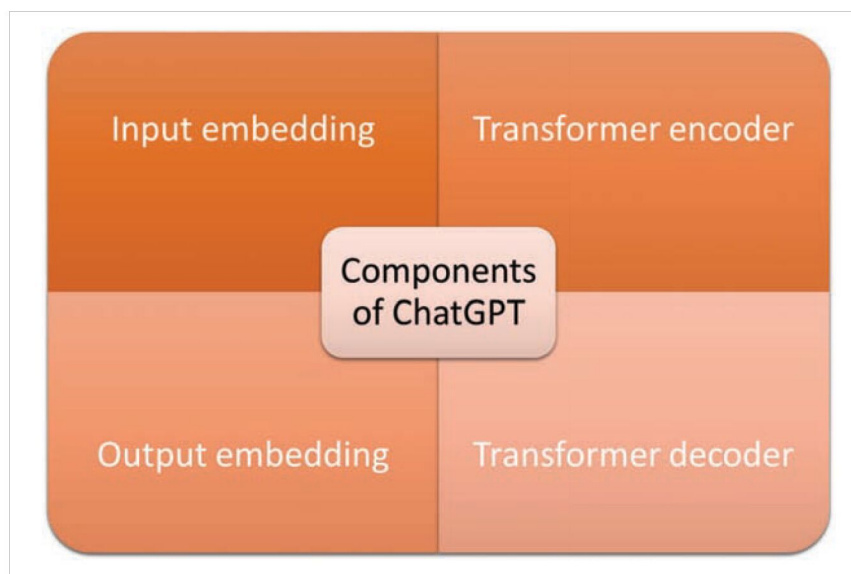 Input embedding
Transformer encoder
Components
of ChatGPT
Output embedding
Transformer decoder